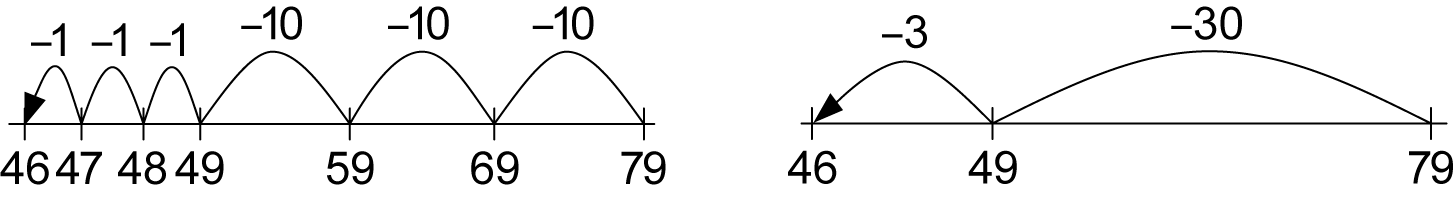 –1 –1 –1 –10 –10 –10
46 47 48 49 59 69 79
–3 –30
46 49 79